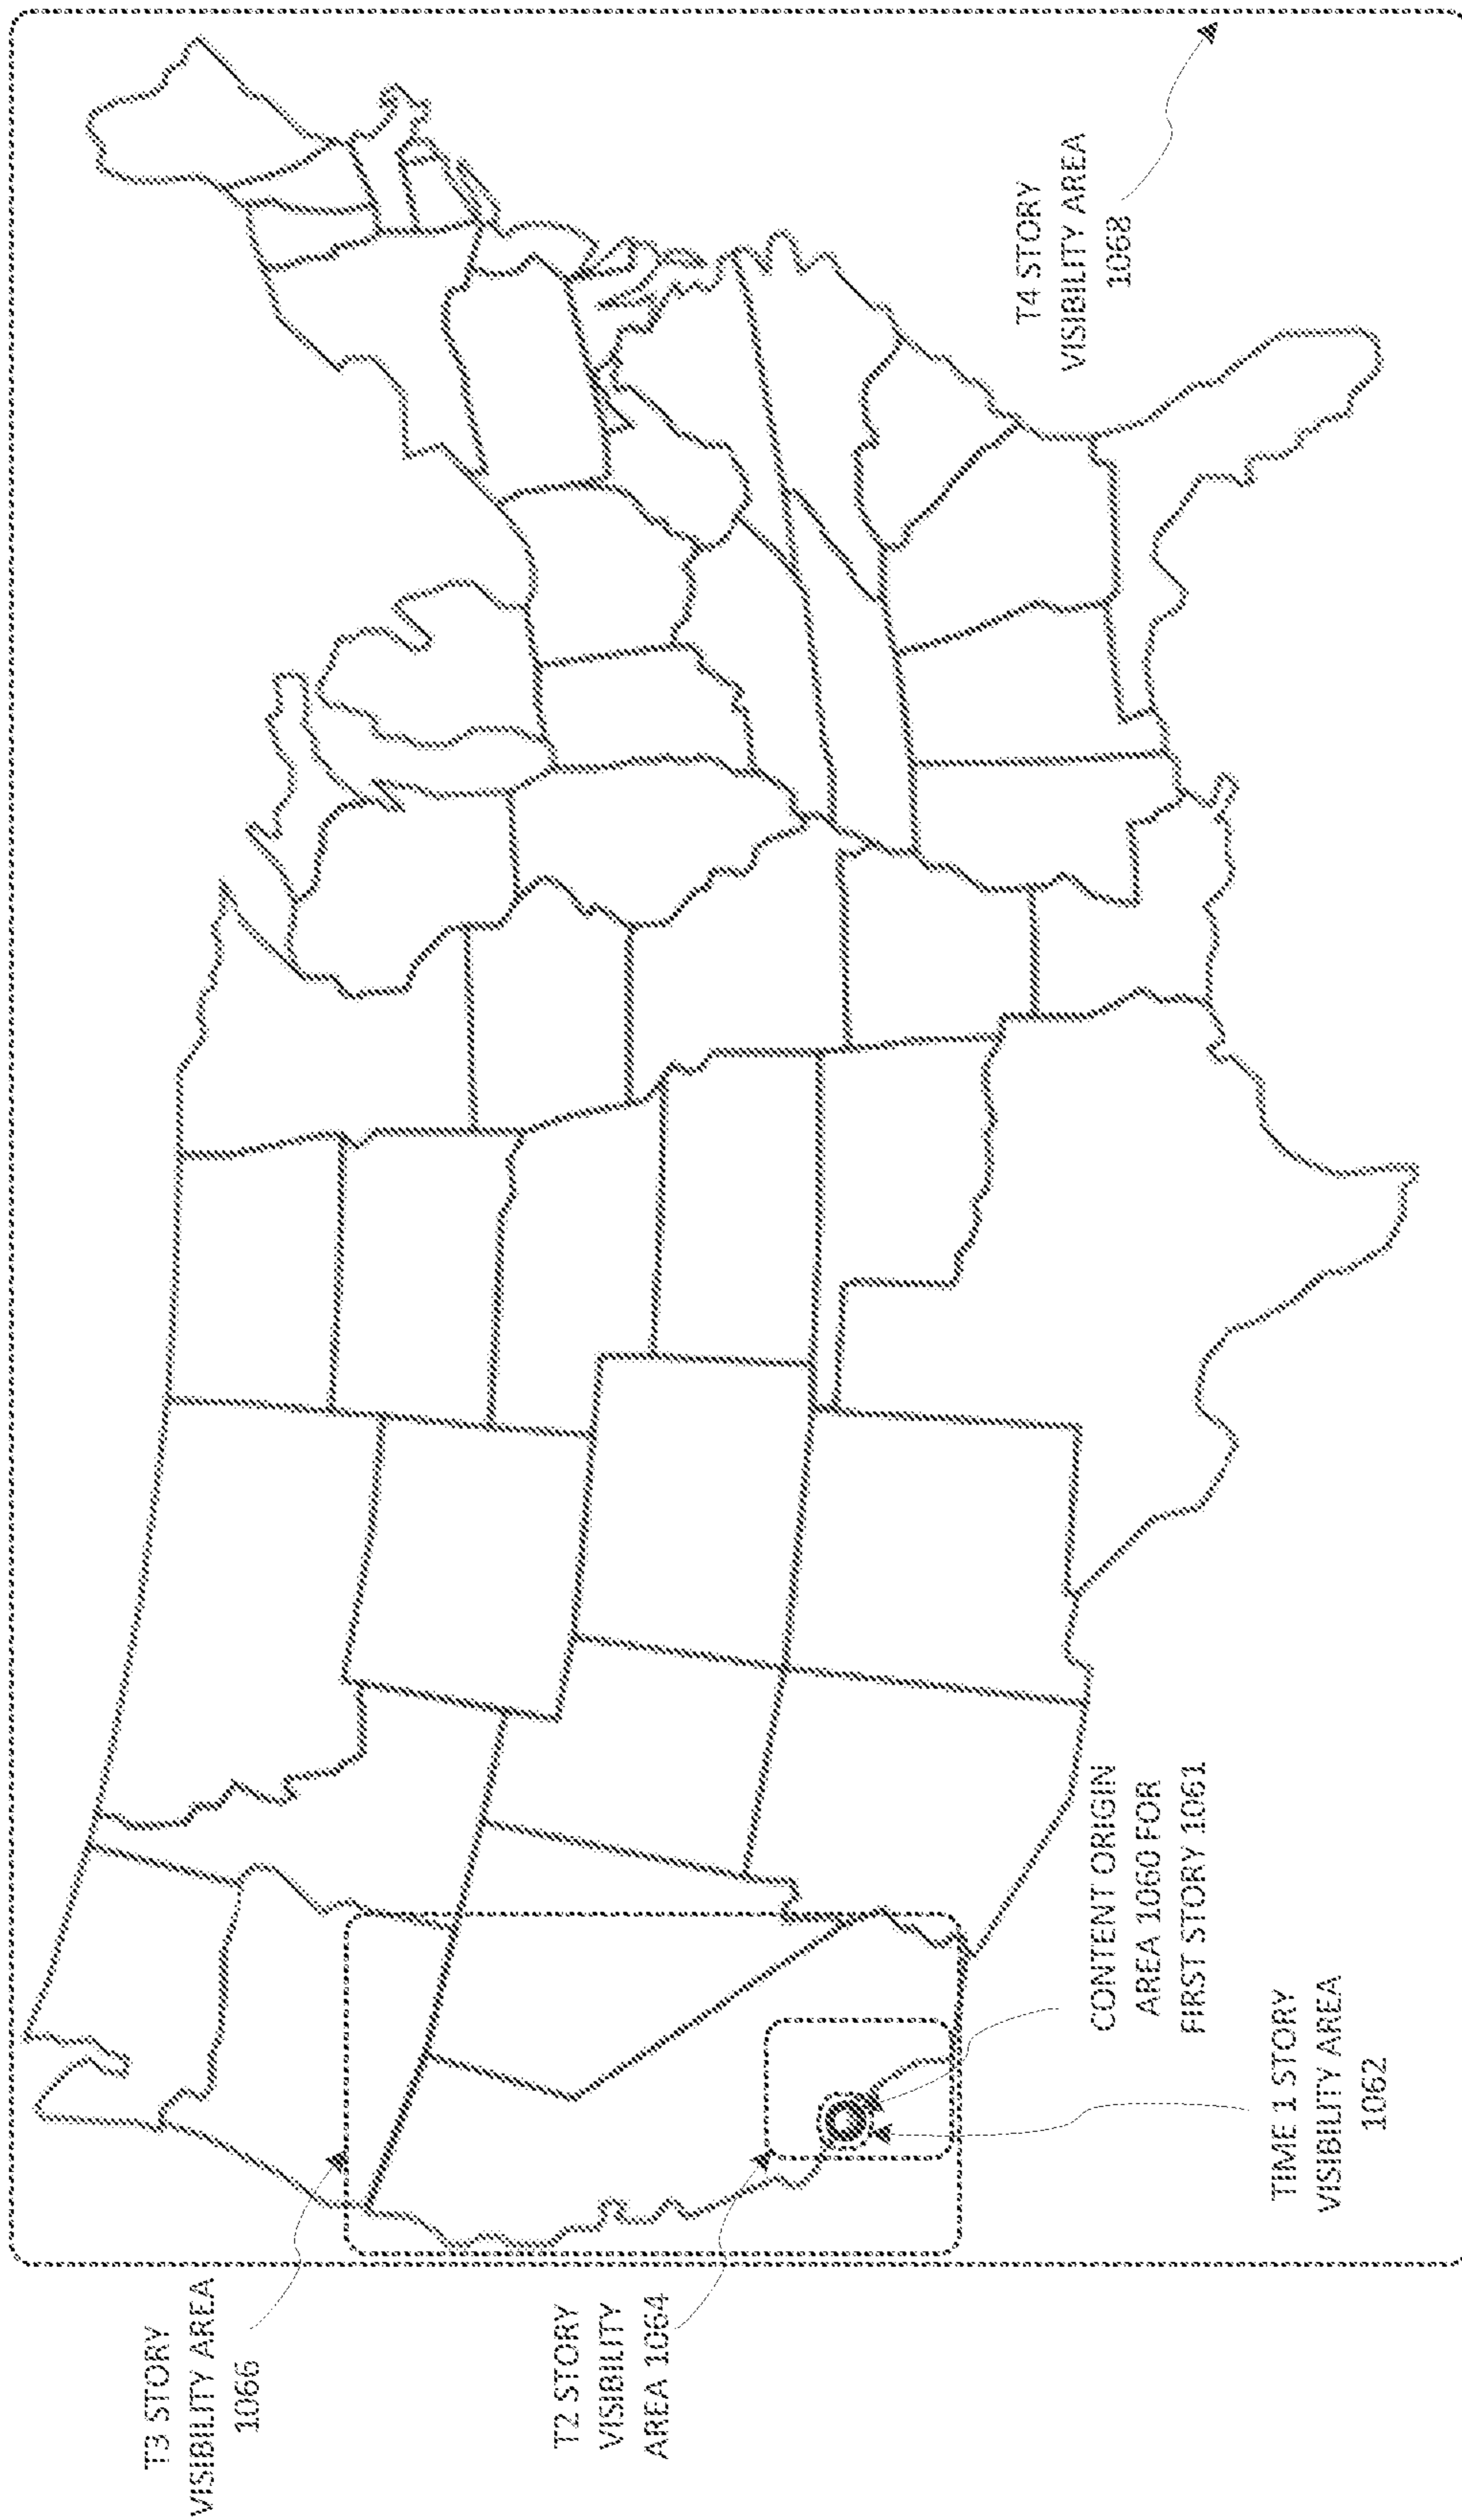 T3 STORY
VISIBILITY AREA
1066
T2 STORY
VISIBILITY
AREA 1064
TIME 1 STORY
VISIBILITY AREA
1062
CONTENT ORIGIN
AREA 1060 FOR
FIRST STORY 1061
T4 STORY
VISIBILITY AREA
1068